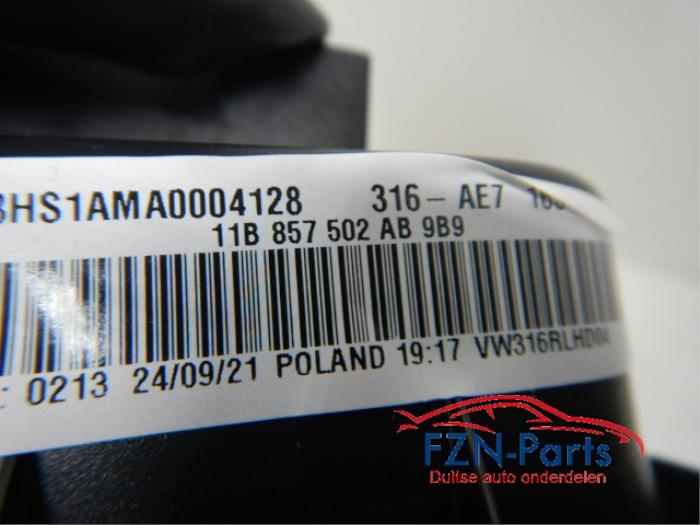 HS1AMA0004128 316- AE7
11B 857 502 AB 9B9
0213 24/09/21 POLAND 19:17 VW316RLHD04
FZN-Parts
Duitse auto onderdelen